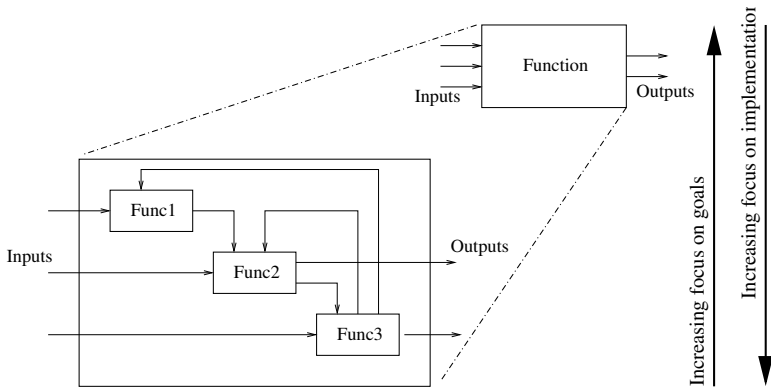 Function
Inputs
Outputs
Func1
Inputs
Func2
Outputs
Func3
Increasing focus on goals
Increasing focus on implementation